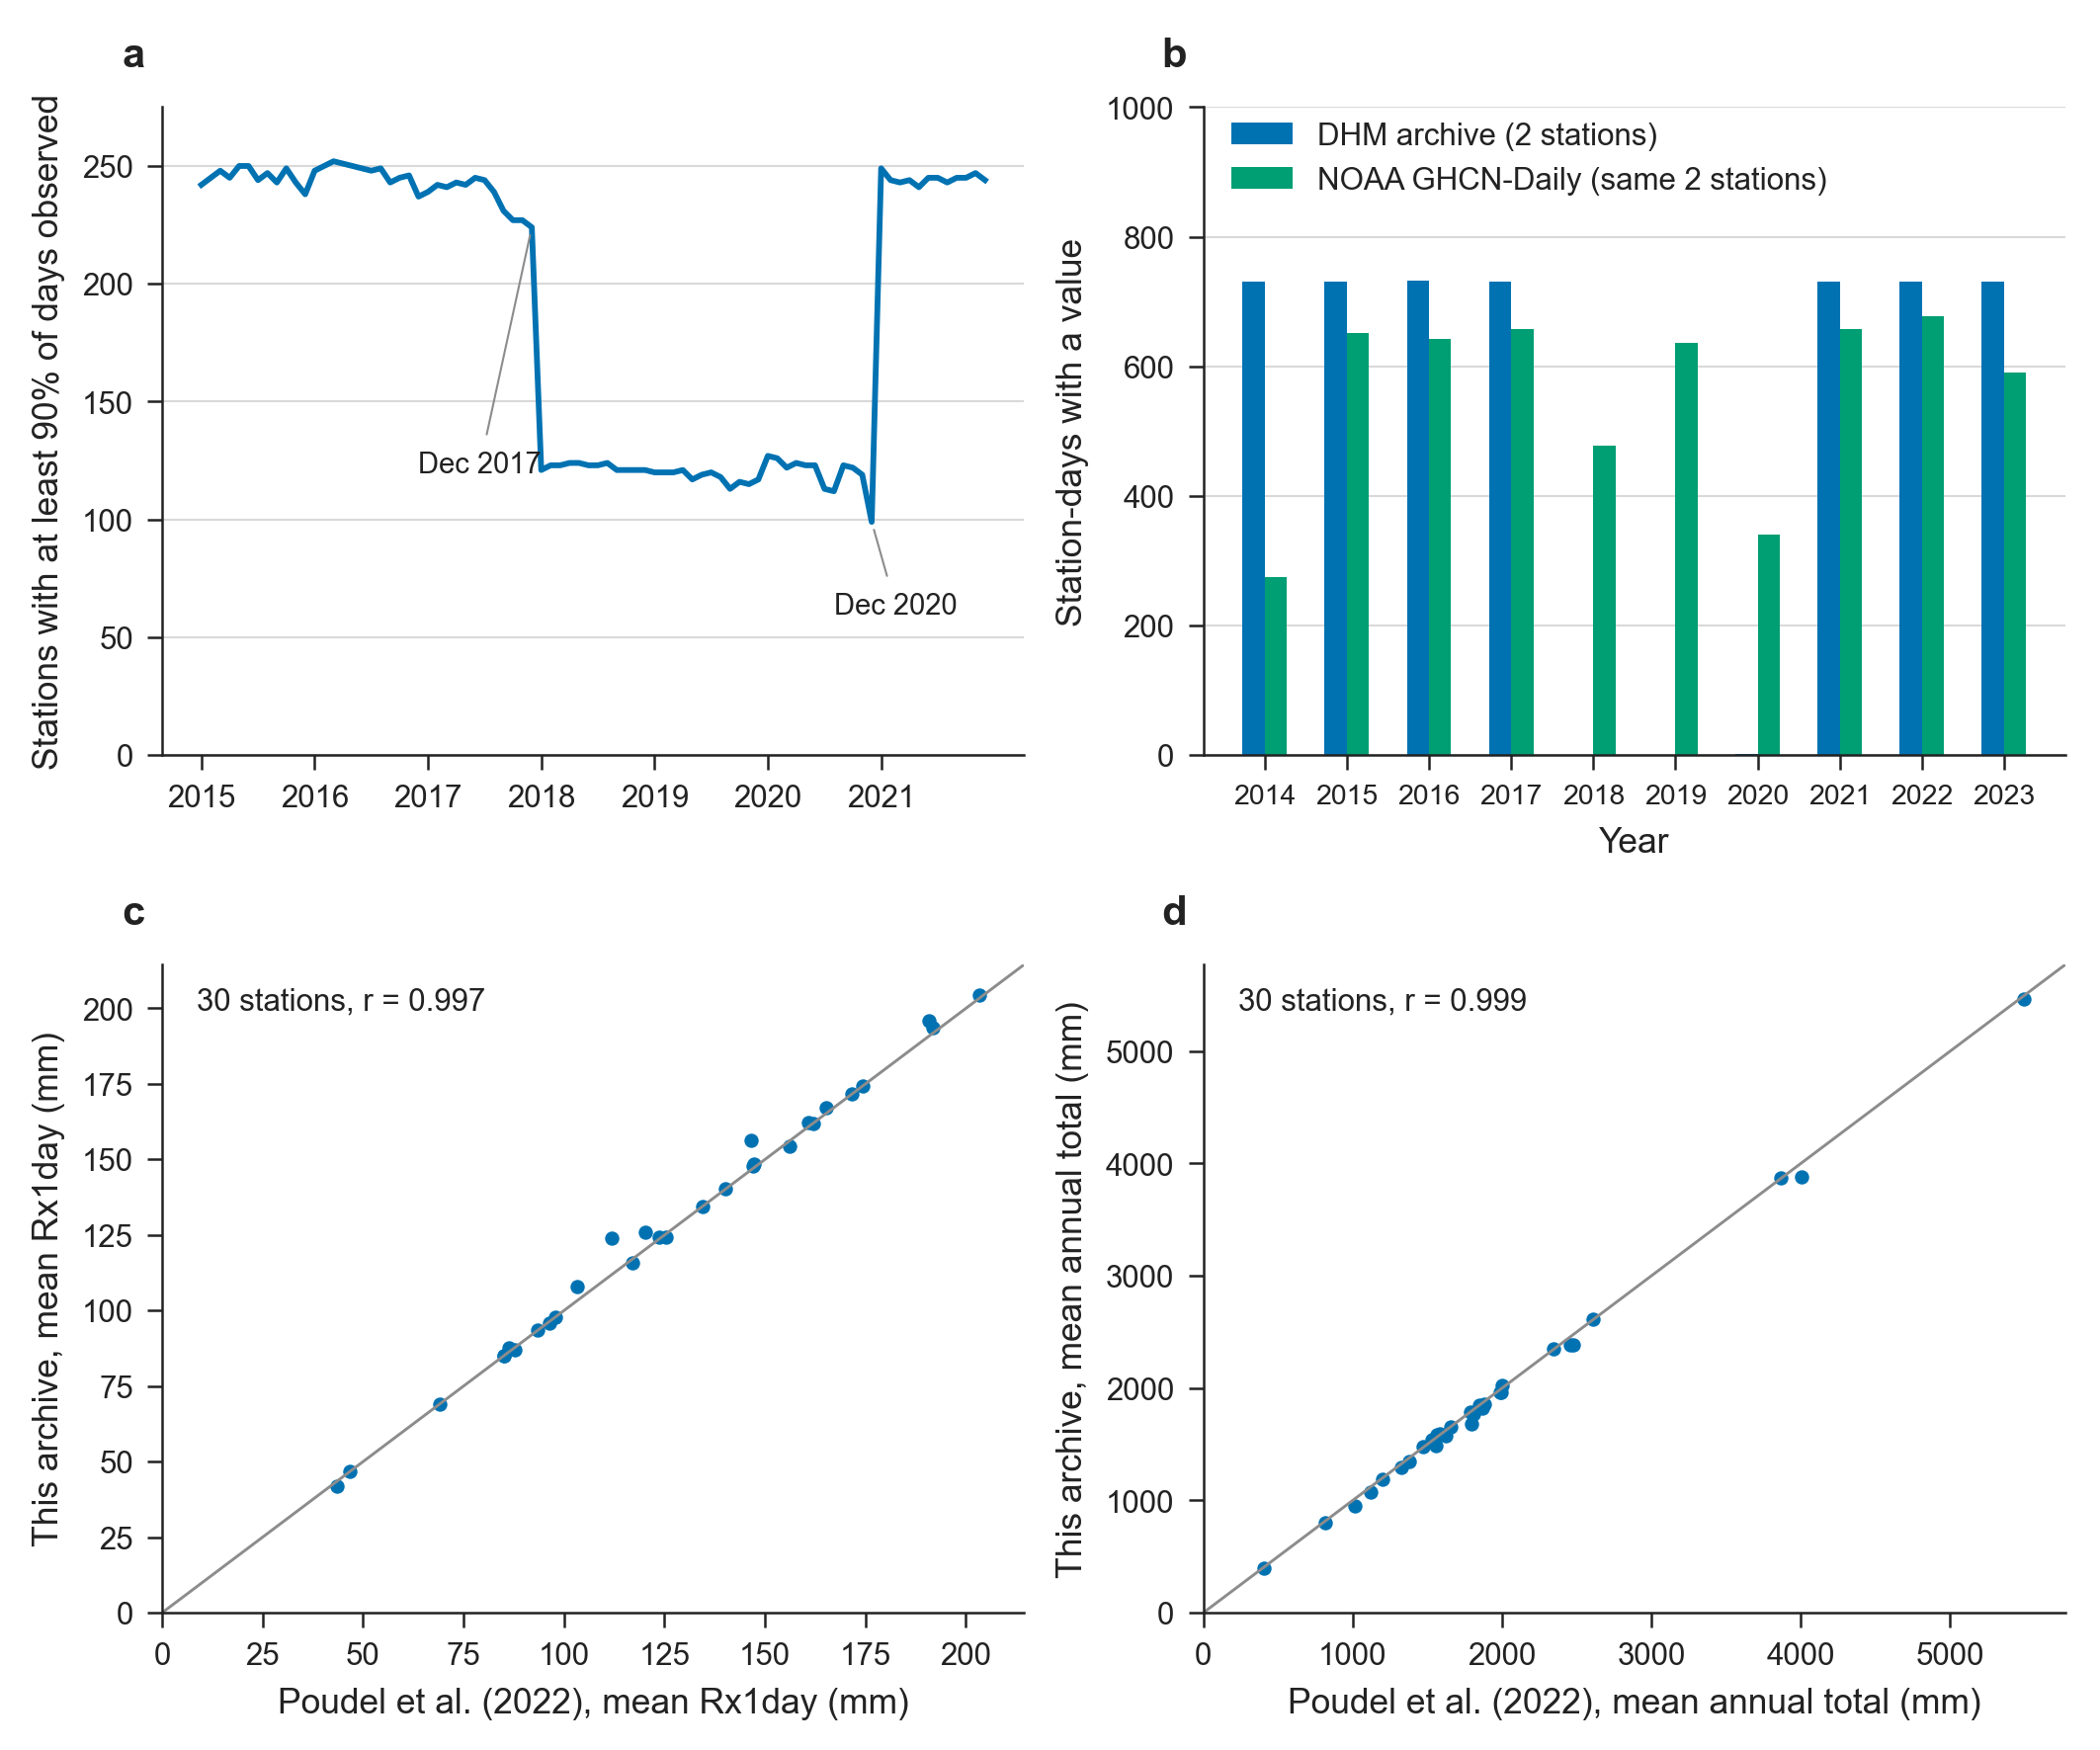 a
Stations with at least 90% of days observed
250
200
150
100
50
0
Dec 2017
Dec 2020
2015 2016 2017 2018 2019 2020 2021
b
Station-days with a value
1000
800
600
400
200
0
DHM archive (2 stations)
NOAA GHCN-Daily (same 2 stations)
2014 2015 2016 2017 2018 2019 2020 2021 2022 2023
Year
c
This archive, mean Rx1day (mm)
200
175
150
125
100
75
50
25
0
30 stations, r = 0.997
0 25 50 75 100 125 150 175 200
Poudel et al. (2022), mean Rx1day (mm)
d
This archive, mean annual total (mm)
5000
4000
3000
2000
1000
0
30 stations, r = 0.999
0 1000 2000 3000 4000 5000
Poudel et al. (2022), mean annual total (mm)